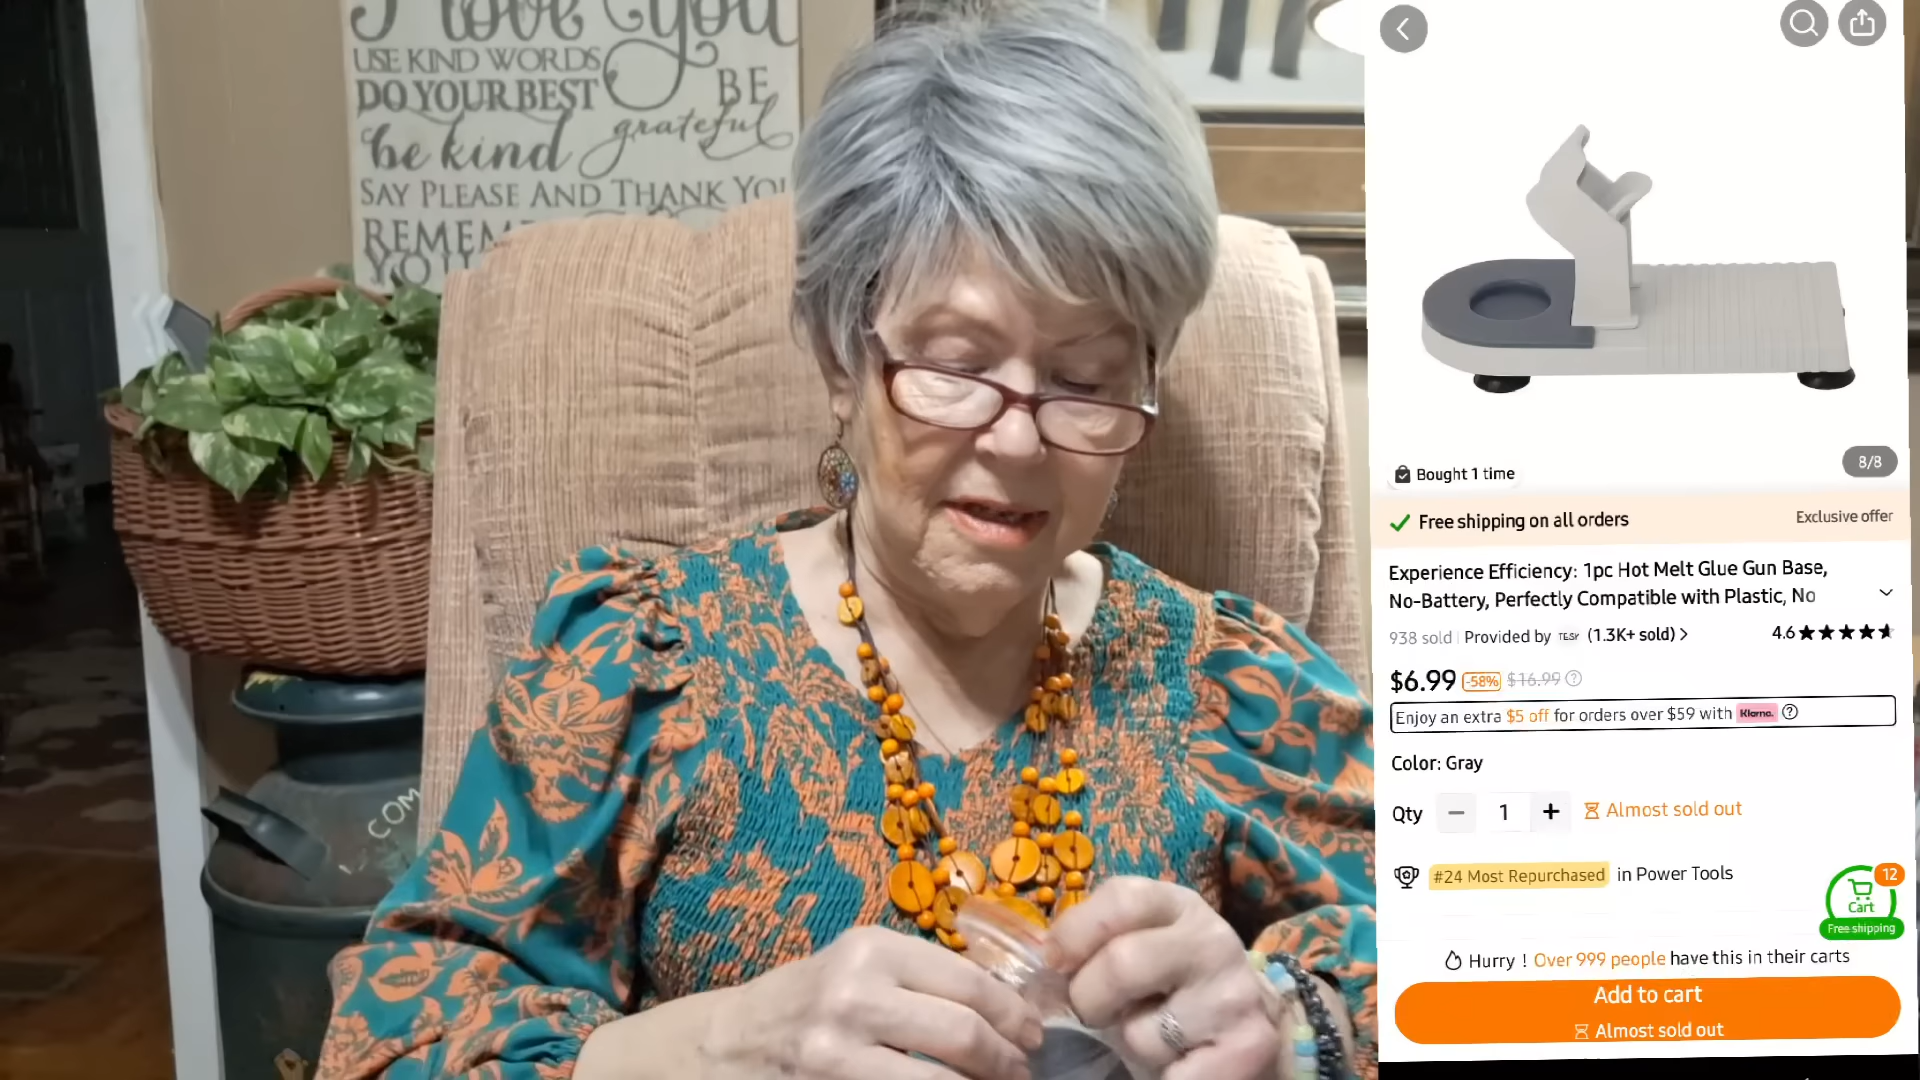 I love You
USE KIND WORDS
DO YOUR BEST
BE
grateful
be kind
SAY PLEASE AND THANK YOU
COM
8/8
Bought 1 time
Free shipping on all orders
Exclusive offer
Experience Efficiency: 1pc Hot Melt Glue Gun Base,
No-Battery, Perfectly Compatible with Plastic, No
938 sold | Provided by TESY (1.3K+ sold) >
4.6
$6.99 -58% $16.99 ?
Enjoy an extra $5 off for orders over $59 with Klarna. ?
Color: Gray
Qty − 1 + Almost sold out
#24 Most Repurchased in Power Tools
12
Cart
Free shipping
Hurry ! Over 999 people have this in their carts
Add to cart
Almost sold out